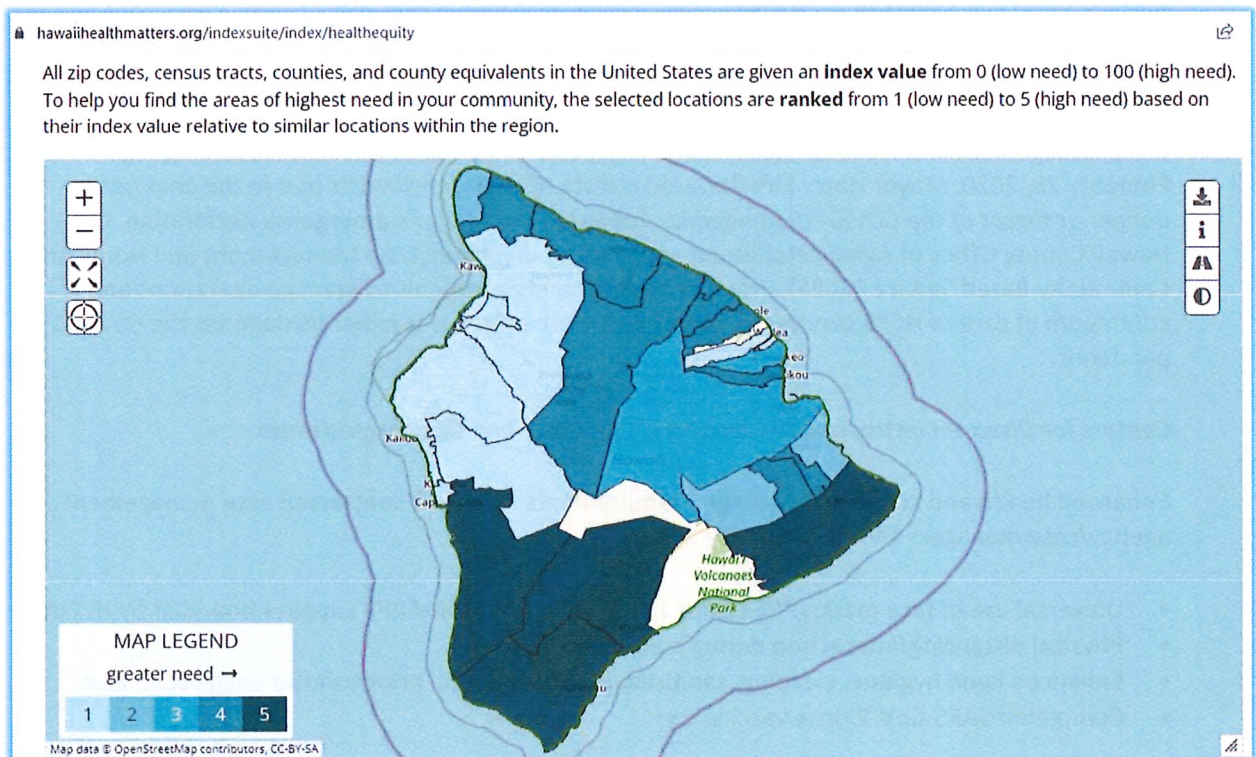 hawaiihealthmatters.org/indexsuite/index/healthequity
All zip codes, census tracts, counties, and county equivalents in the United States are given an index value from 0 (low need) to 100 (high need).
To help you find the areas of highest need in your community, the selected locations are ranked from 1 (low need) to 5 (high need) based on
their index value relative to similar locations within the region.
+
−
i
Hawaiʻi
Volcanoes
National
Park
MAP LEGEND
greater need →
1 2 3 4 5
Map data © OpenStreetMap contributors, CC-BY-SA